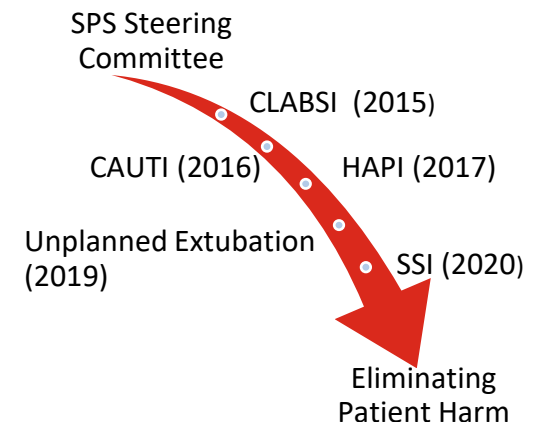 SPS Steering
Committee
CLABSI  (2015)
CAUTI (2016)
HAPI (2017)
Unplanned Extubation
(2019)
SSI (2020)
Eliminating
Patient Harm